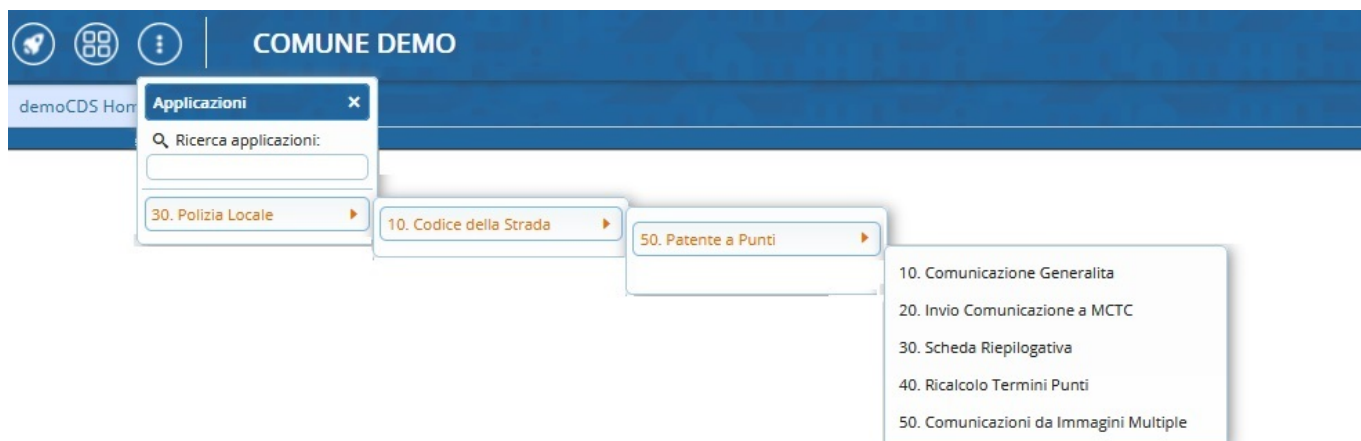 COMUNE DEMO
demoCDS Hom
Applicazioni ×
Ricerca applicazioni:
30. Polizia Locale
10. Codice della Strada
50. Patente a Punti
10. Comunicazione Generalita
20. Invio Comunicazione a MCTC
30. Scheda Riepilogativa
40. Ricalcolo Termini Punti
50. Comunicazioni da Immagini Multiple